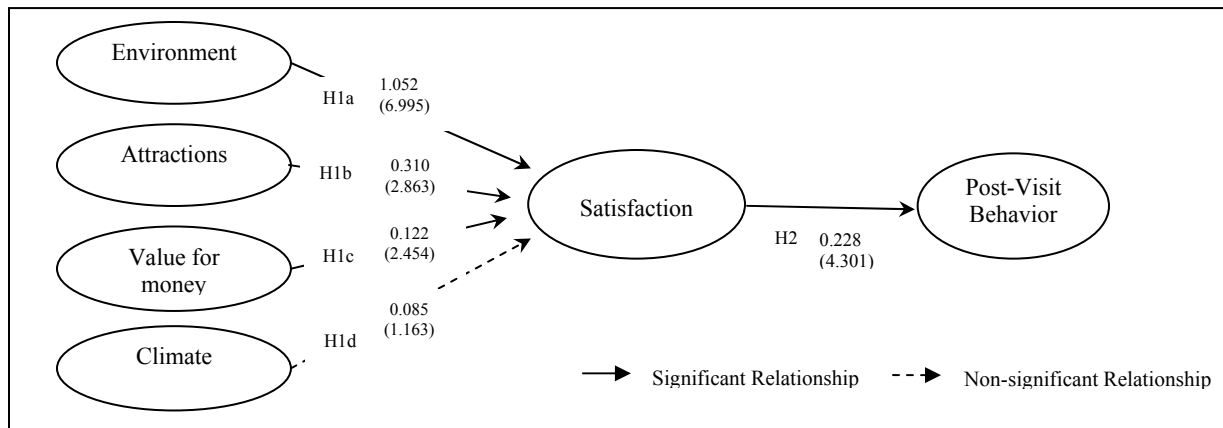 Environment
H1a 1.052
(6.995)
Attractions
H1b 0.310
(2.863)
Value for
money
H1c 0.122
(2.454)
Climate
H1d 0.085
(1.163)
Satisfaction
H2 0.228
(4.301)
Post-Visit
Behavior
Significant Relationship
Non-significant Relationship